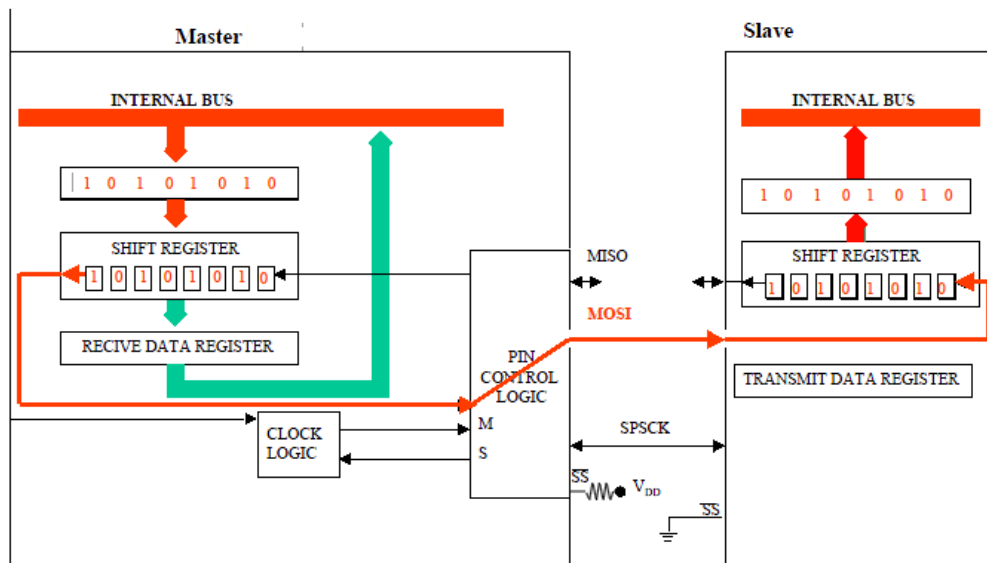 Master
Slave
INTERNAL BUS
INTERNAL BUS
1 0 1 0 1 0 1 0
1 0 1 0 1 0 1 0
SHIFT REGISTER
1 0 1 0 1 0 1 0
MISO
SHIFT REGISTER
1 0 1 0 1 0 1 0
MOSI
RECIVE DATA REGISTER
PIN
CONTROL
LOGIC
TRANSMIT DATA REGISTER
M
CLOCK
LOGIC
S
SPSCK
SS
VDD
SS